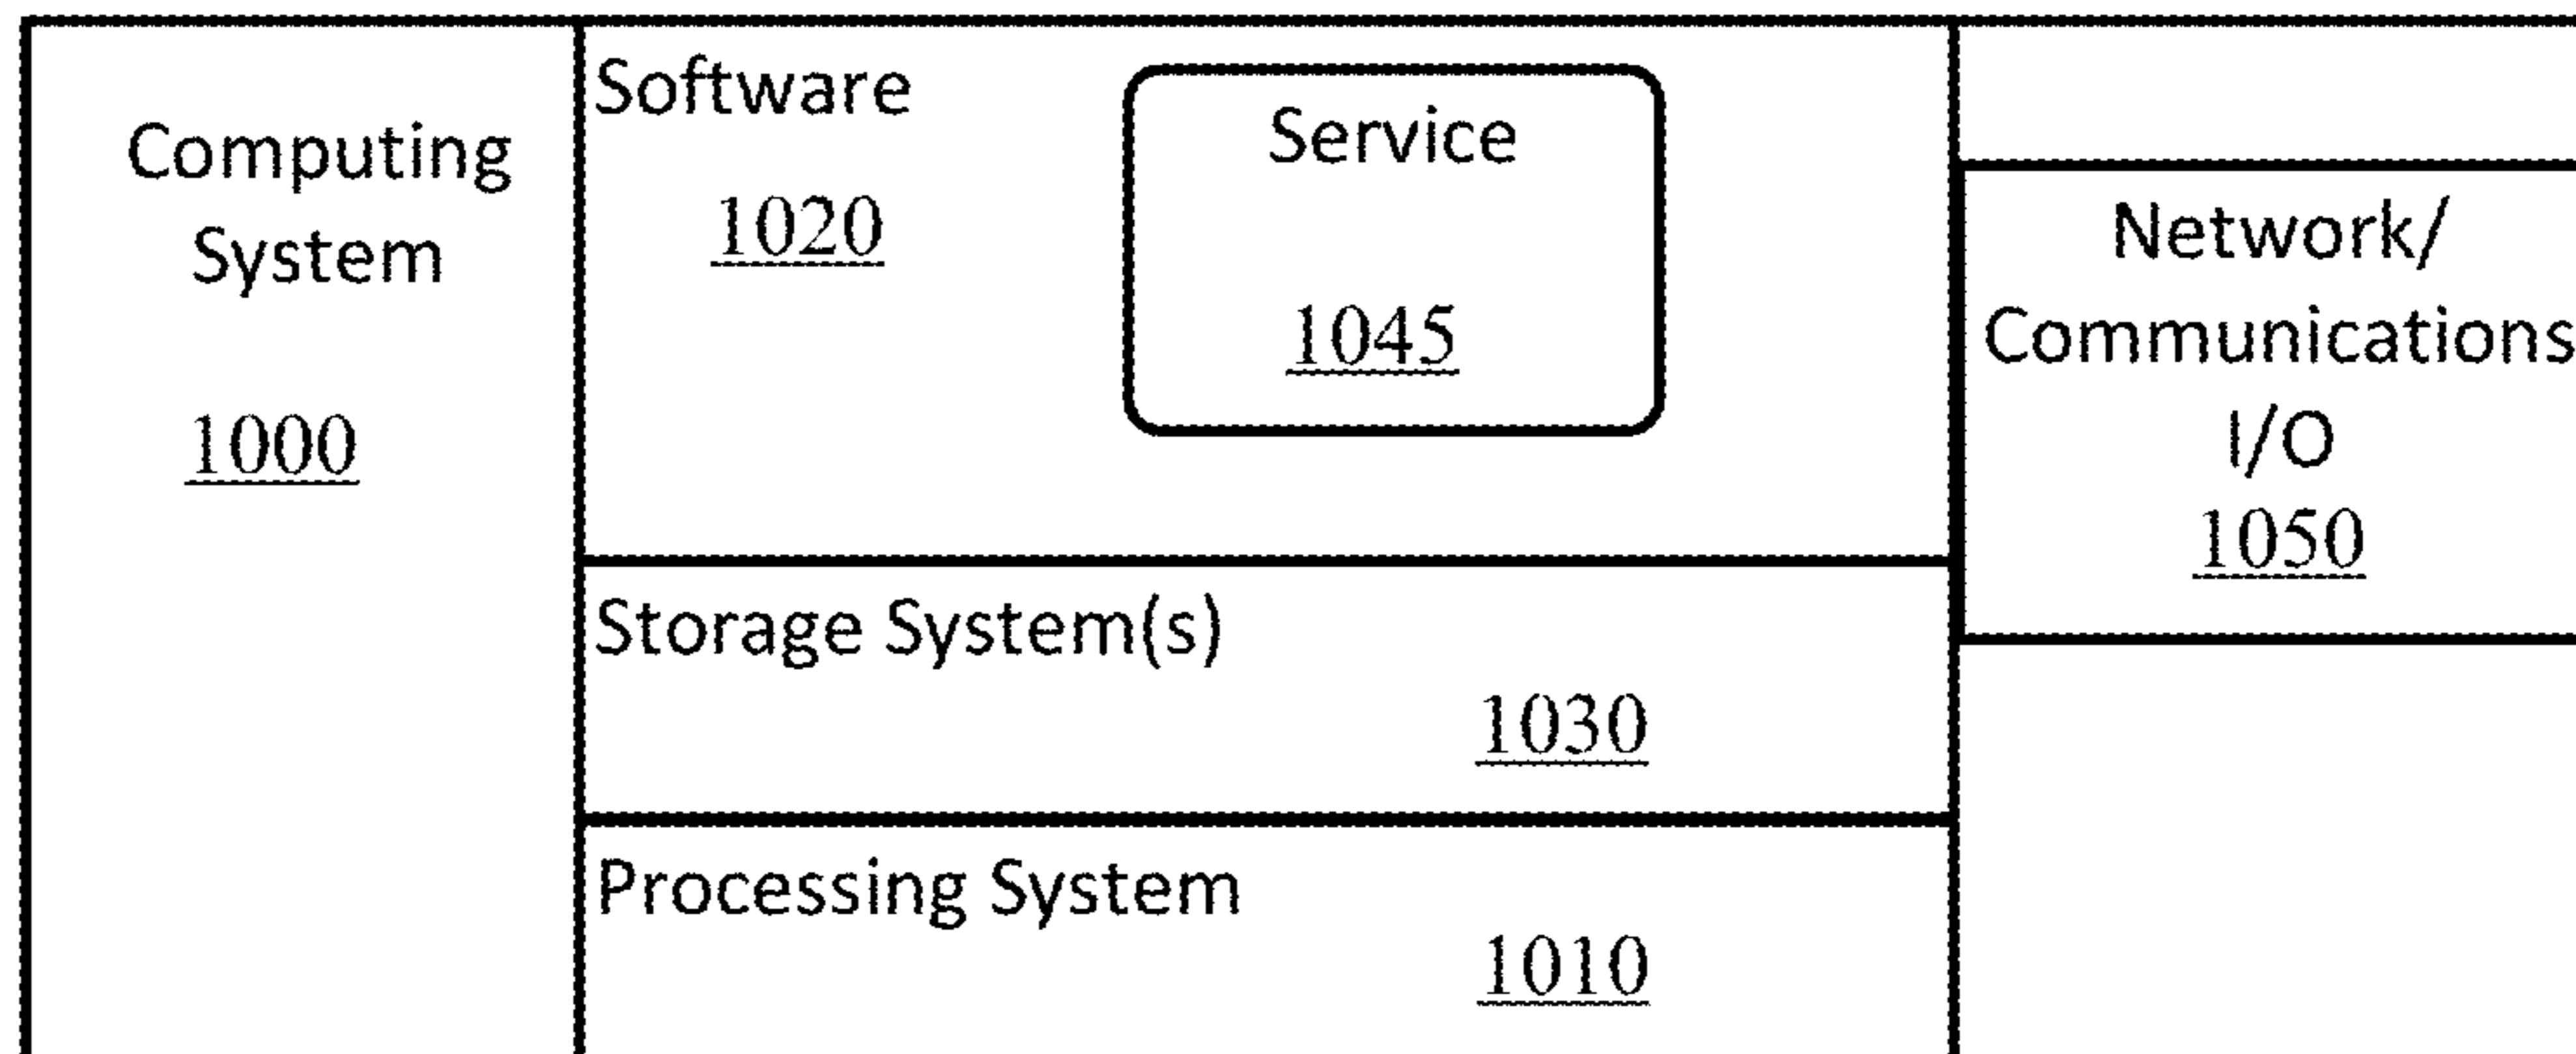 Computing
System
1000
Software
1020
Service
1045
Storage System(s)
1030
Processing System
1010
Network/
Communications
I/O
1050